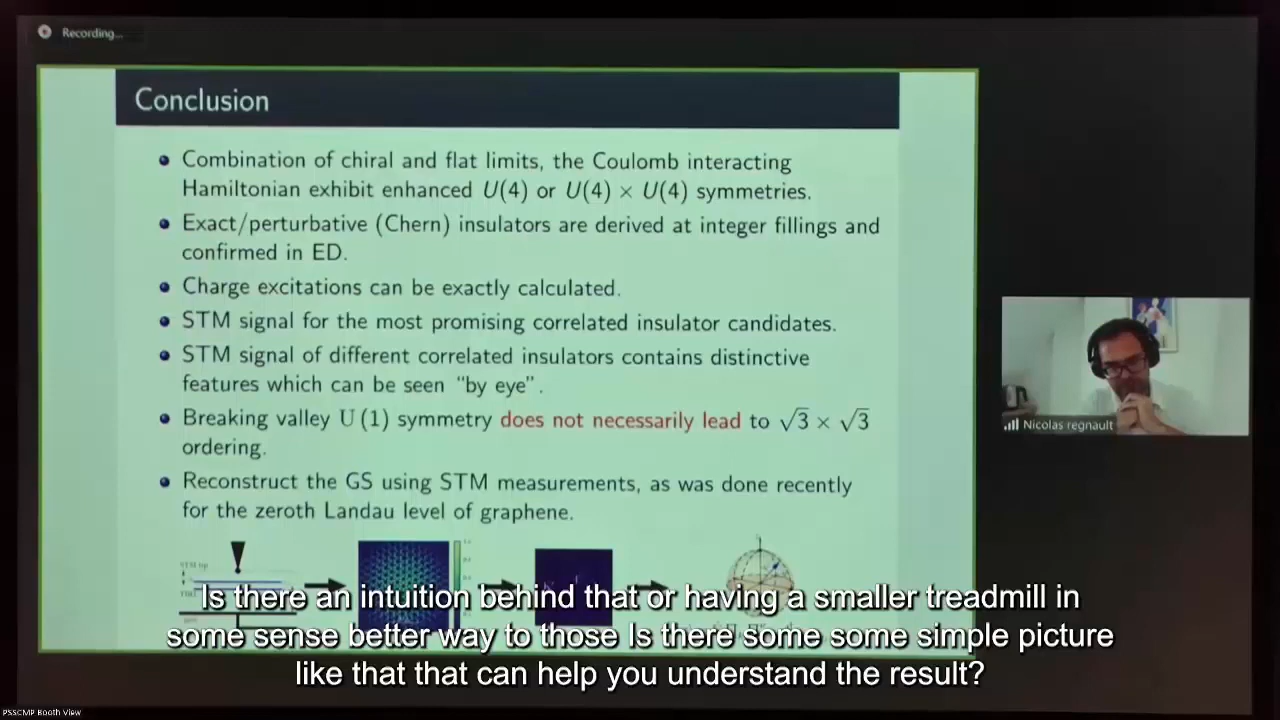 Recording...
Conclusion
Combination of chiral and flat limits, the Coulomb interacting
Hamiltonian exhibit enhanced U(4) or U(4) × U(4) symmetries.
Exact/perturbative (Chern) insulators are derived at integer fillings and
confirmed in ED.
Charge excitations can be exactly calculated.
STM signal for the most promising correlated insulator candidates.
STM signal of different correlated insulators contains distinctive
features which can be seen "by eye".
Breaking valley U(1) symmetry does not necessarily lead to √3 × √3
ordering.
Reconstruct the GS using STM measurements, as was done recently
for the zeroth Landau level of graphene.
Nicolas regnault
Is there an intuition behind that or having a smaller treadmill in
some sense better way to those Is there some some simple picture
like that that can help you understand the result?
PSSCMP Booth View